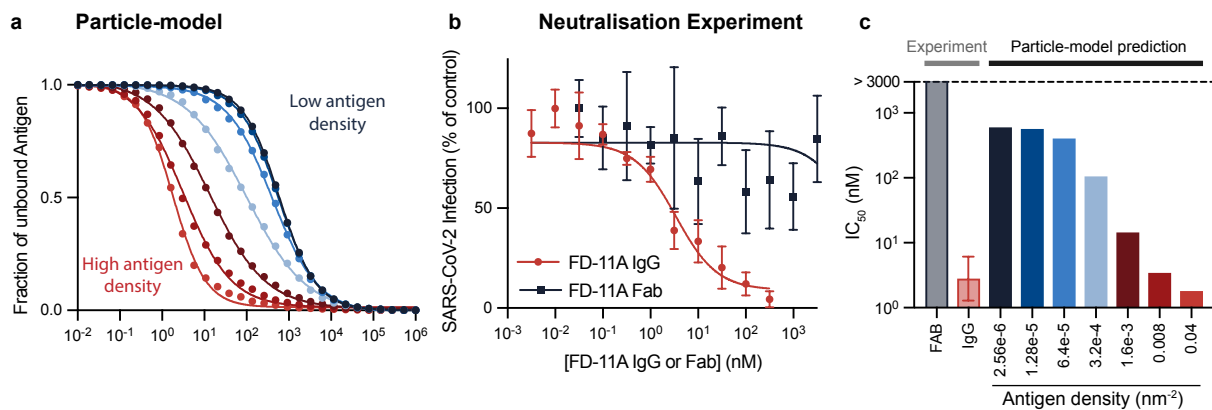 a Particle-model
Fraction of unbound Antigen
1.0
0.5
0.0
Low antigen
density
High antigen
density
10⁻² 10⁻¹ 10⁰ 10¹ 10² 10³ 10⁴ 10⁵ 10⁶
b Neutralisation Experiment
SARS-CoV-2 Infection (% of control)
100
50
0
FD-11A IgG
FD-11A Fab
10⁻³ 10⁻² 10⁻¹ 10⁰ 10¹ 10² 10³
[FD-11A IgG or Fab] (nM)
c
Experiment Particle-model prediction
IC₅₀ (nM)
> 3000
10³
10²
10¹
10⁰
FAB
IgG
2.56e-6
1.28e-5
6.4e-5
3.2e-4
1.6e-3
0.008
0.04
Antigen density (nm⁻²)